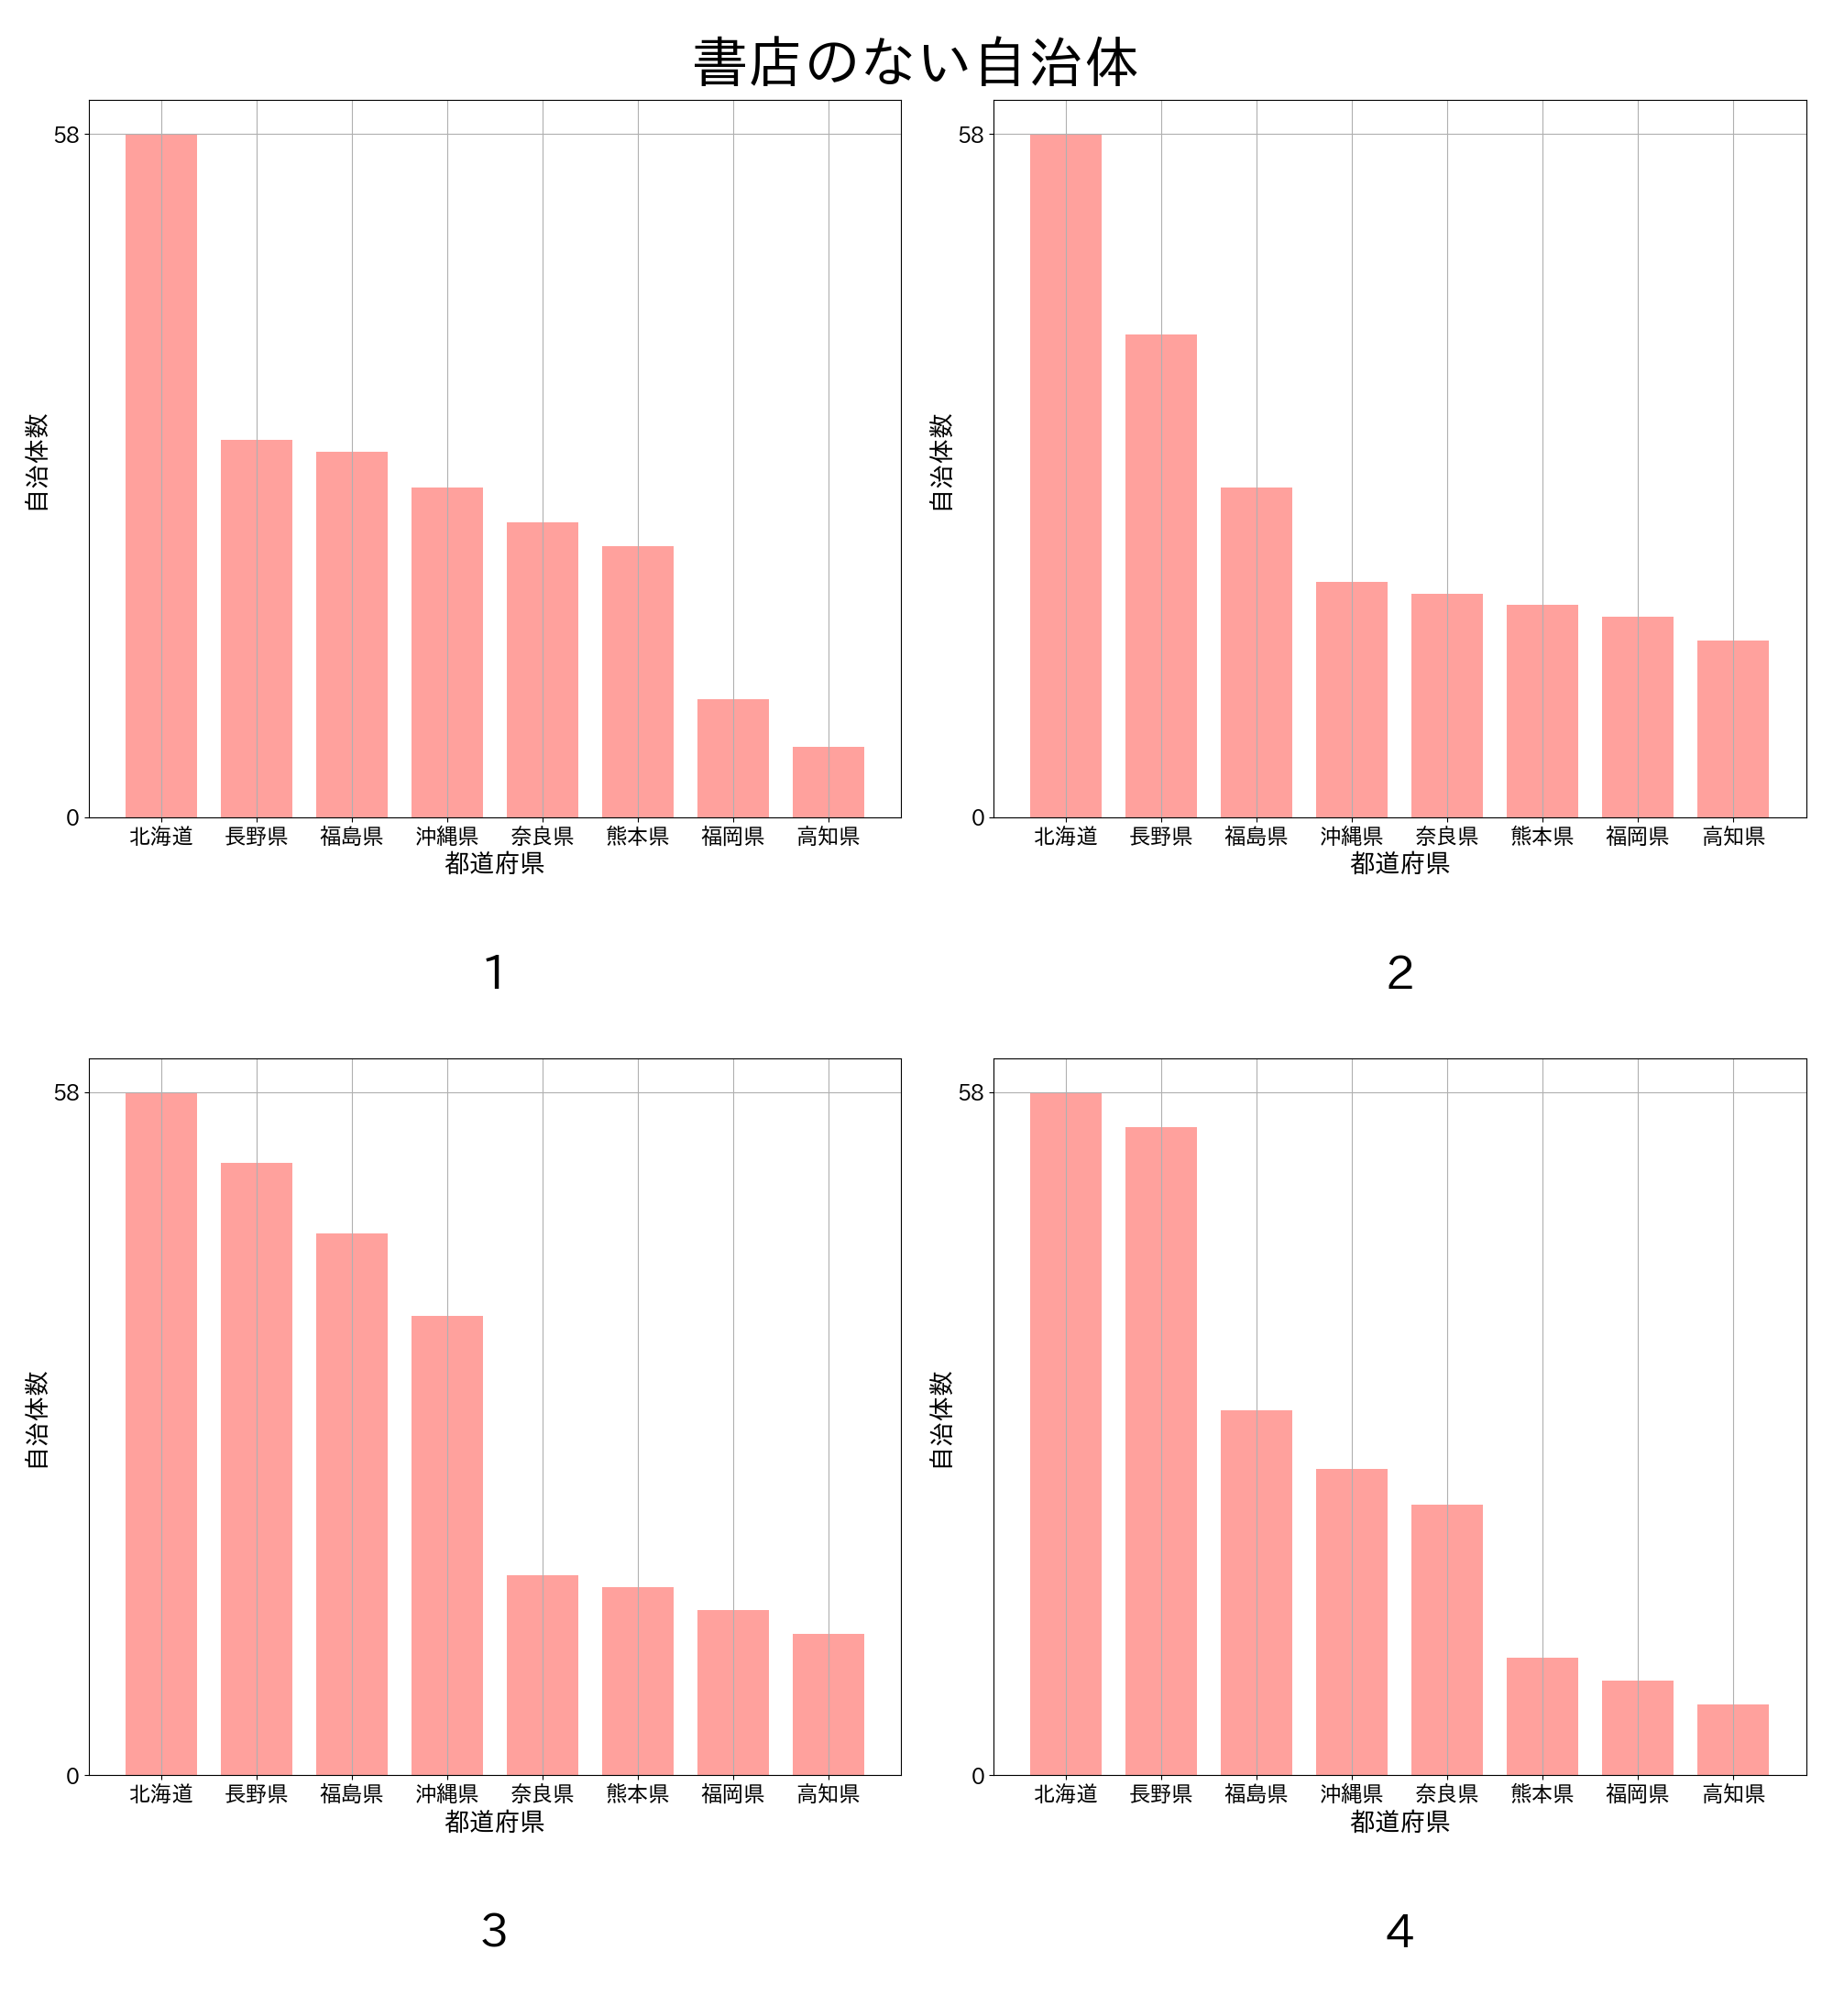 書店のない自治体
58
0
自治体数
北海道 長野県 福島県 沖縄県 奈良県 熊本県 福岡県 高知県
都道府県
1
58
0
自治体数
北海道 長野県 福島県 沖縄県 奈良県 熊本県 福岡県 高知県
都道府県
2
58
0
自治体数
北海道 長野県 福島県 沖縄県 奈良県 熊本県 福岡県 高知県
都道府県
3
58
0
自治体数
北海道 長野県 福島県 沖縄県 奈良県 熊本県 福岡県 高知県
都道府県
4